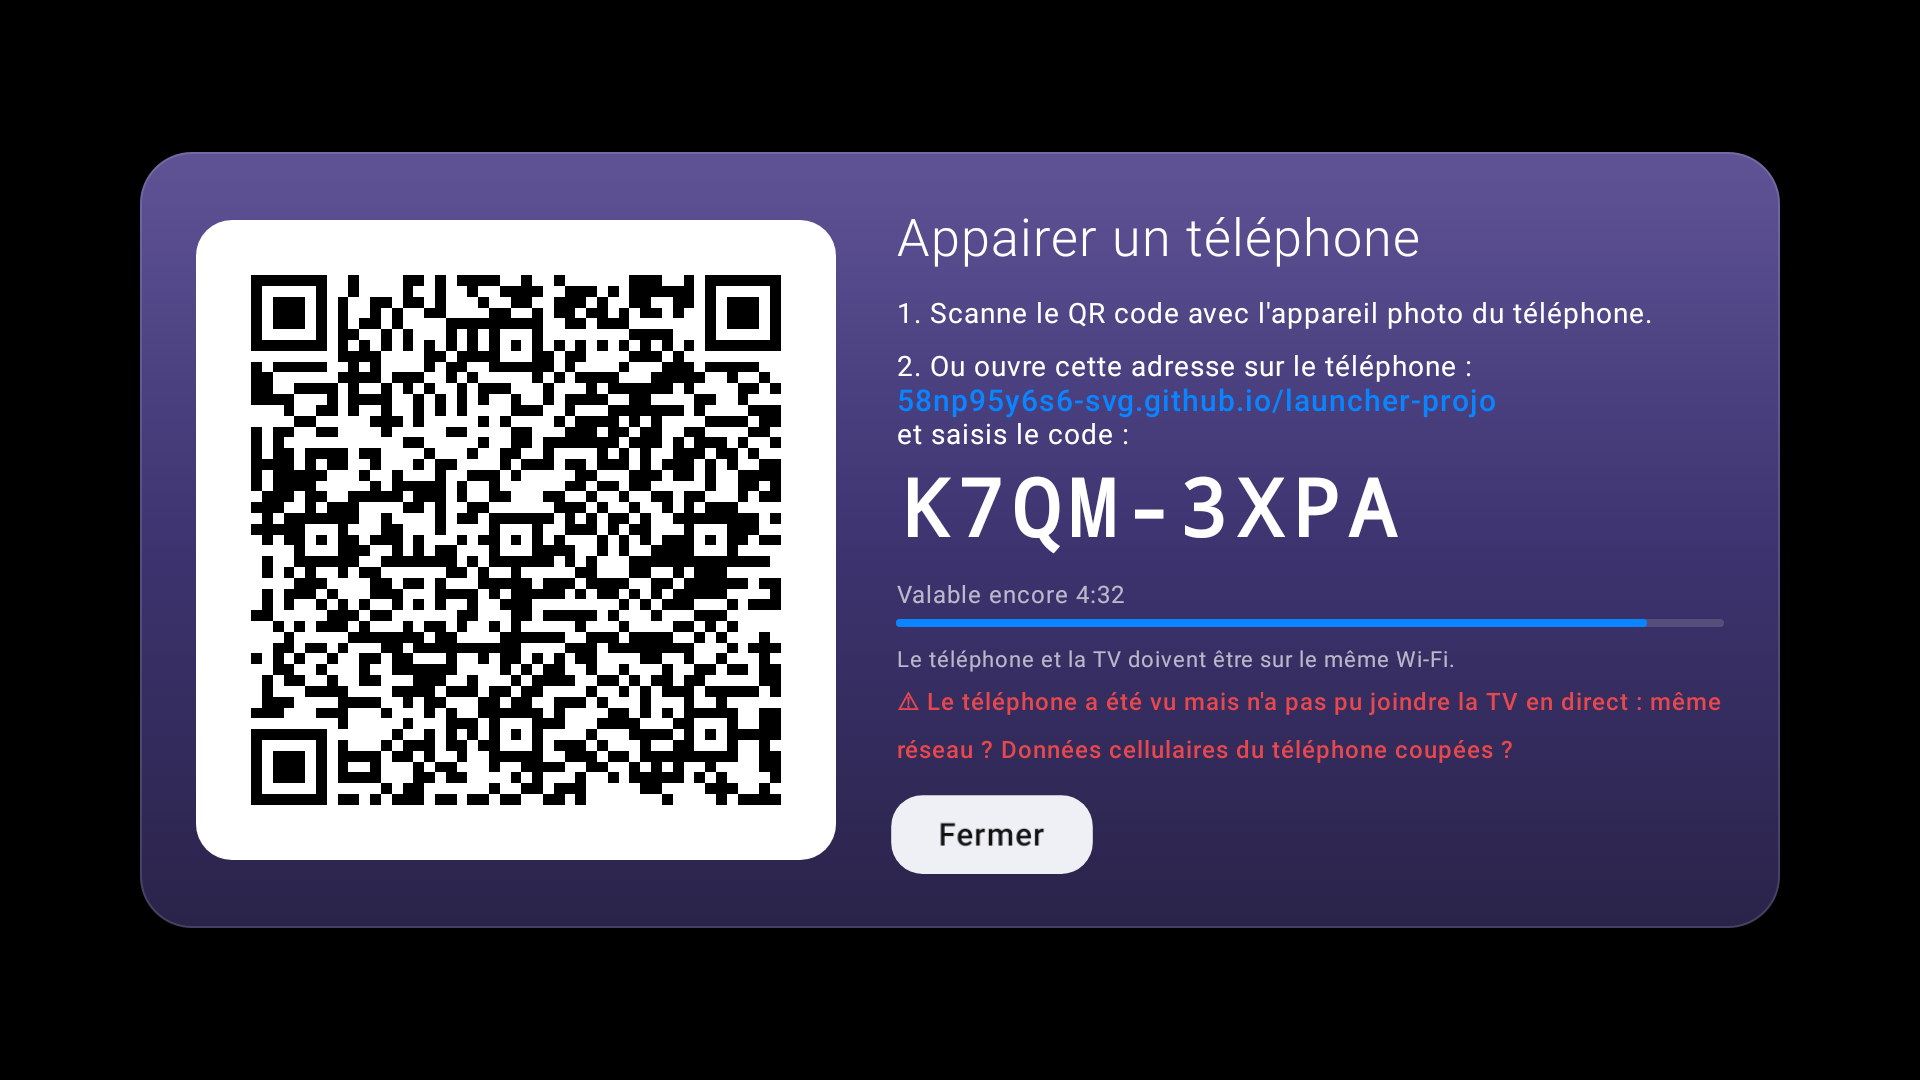 Appairer un téléphone
1. Scanne le QR code avec l'appareil photo du téléphone.
2. Ou ouvre cette adresse sur le téléphone :
58np95y6s6-svg.github.io/launcher-projo
et saisis le code :
K7QM-3XPA
Valable encore 4:32
Le téléphone et la TV doivent être sur le même Wi-Fi.
⚠ Le téléphone a été vu mais n'a pas pu joindre la TV en direct : même
réseau ? Données cellulaires du téléphone coupées ?
Fermer